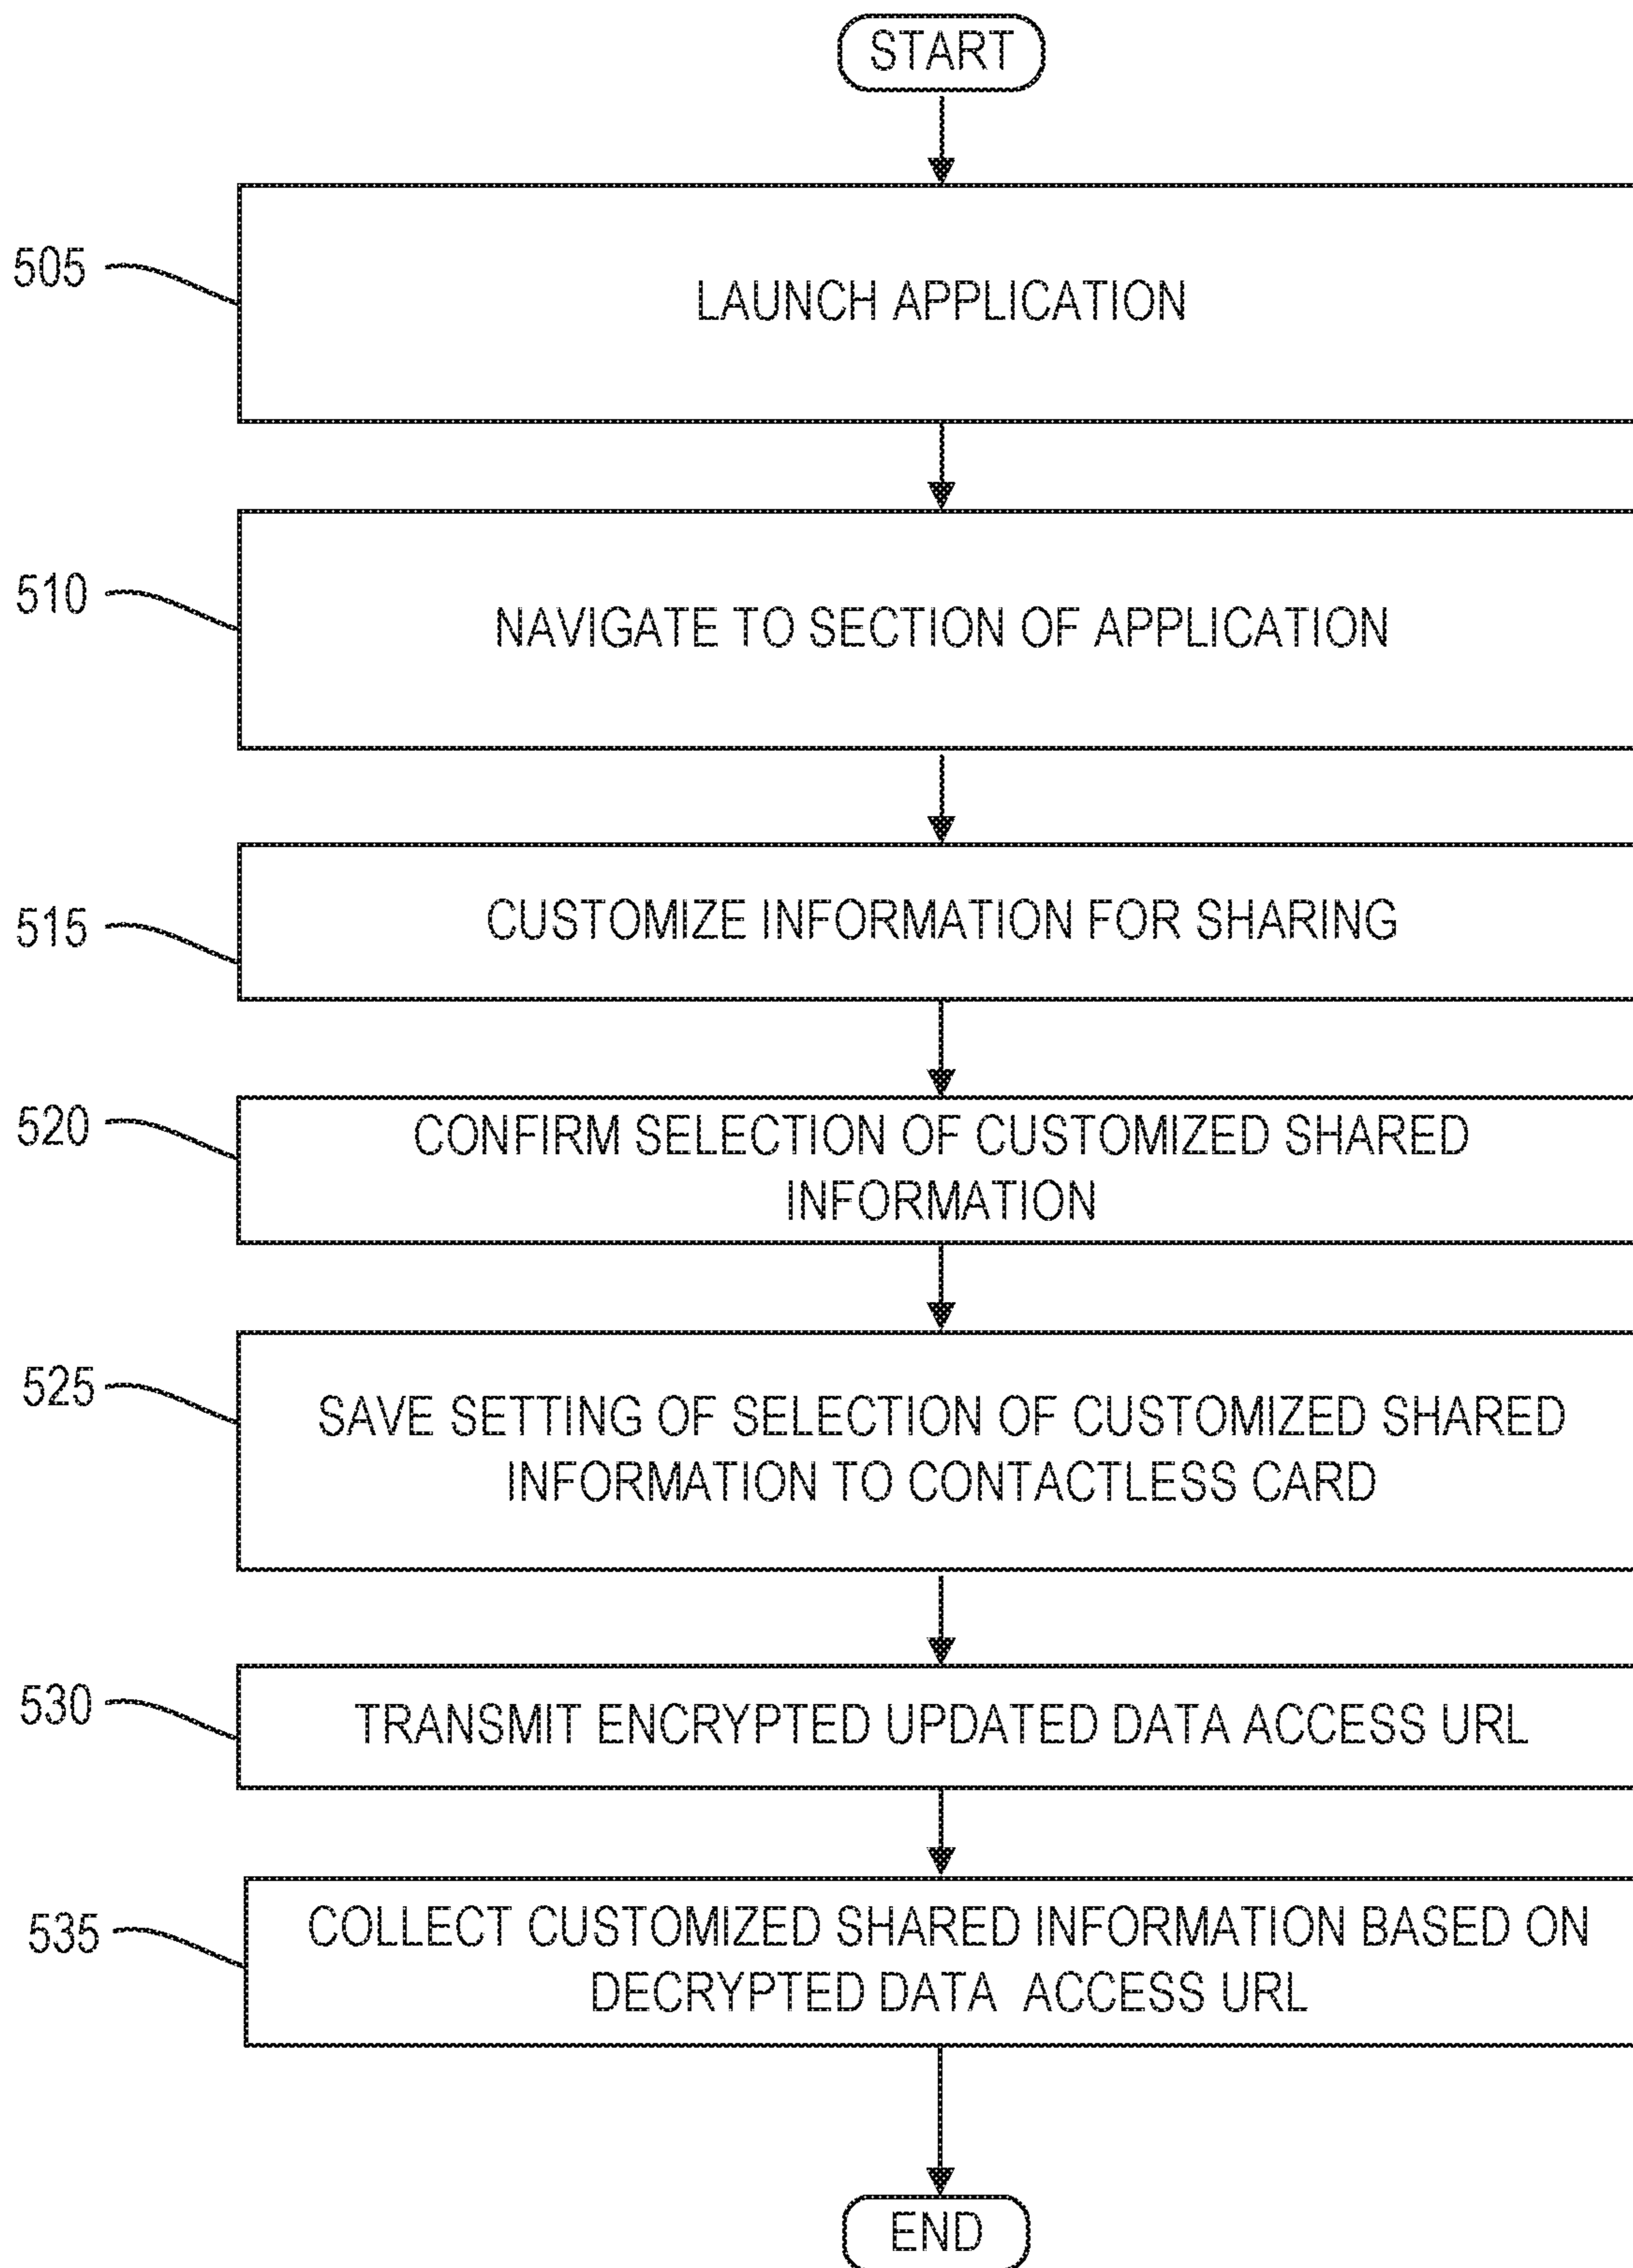 START
505
LAUNCH APPLICATION
510
NAVIGATE TO SECTION OF APPLICATION
515
CUSTOMIZE INFORMATION FOR SHARING
520
CONFIRM SELECTION OF CUSTOMIZED SHARED
INFORMATION
525
SAVE SETTING OF SELECTION OF CUSTOMIZED SHARED
INFORMATION TO CONTACTLESS CARD
530
TRANSMIT ENCRYPTED UPDATED DATA ACCESS URL
535
COLLECT CUSTOMIZED SHARED INFORMATION BASED ON
DECRYPTED DATA ACCESS URL
END